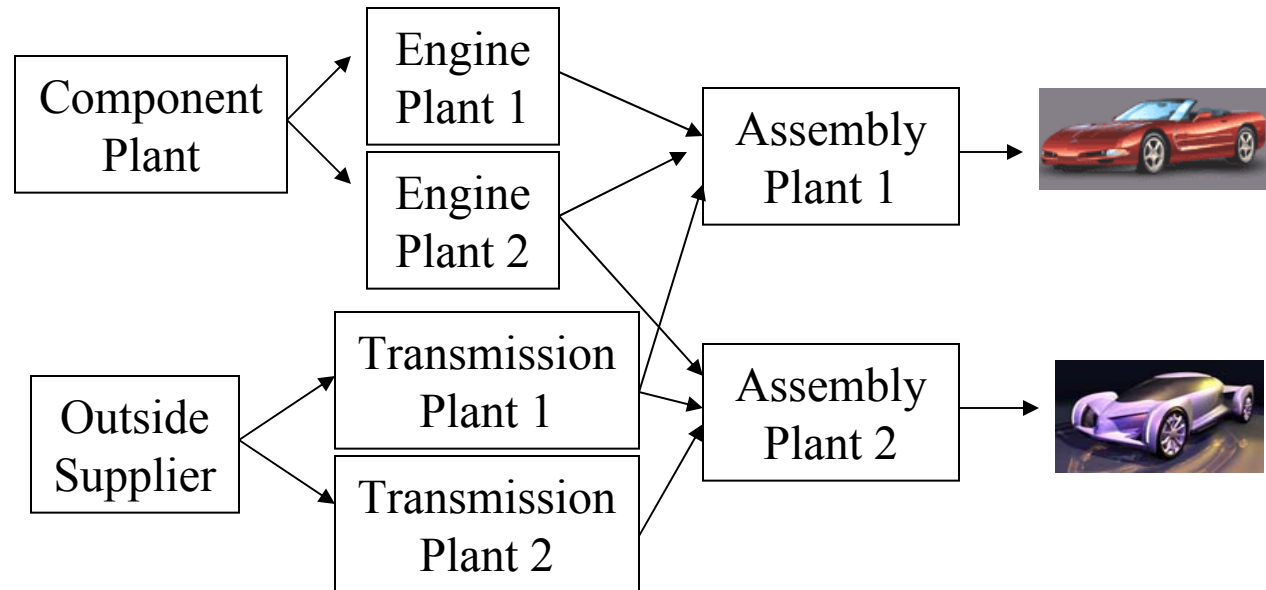 Component
Plant
Engine
Plant 1
Engine
Plant 2
Assembly
Plant 1
Outside
Supplier
Transmission
Plant 1
Transmission
Plant 2
Assembly
Plant 2